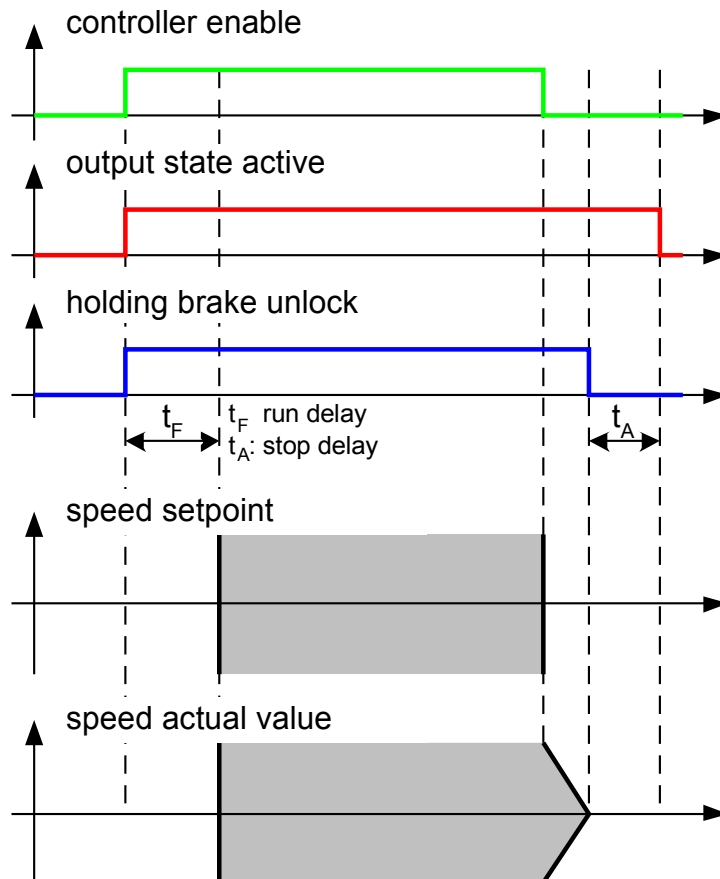 controller enable
output state active
holding brake unlock
tF
tF run delay
tA: stop delay
tA
speed setpoint
speed actual value